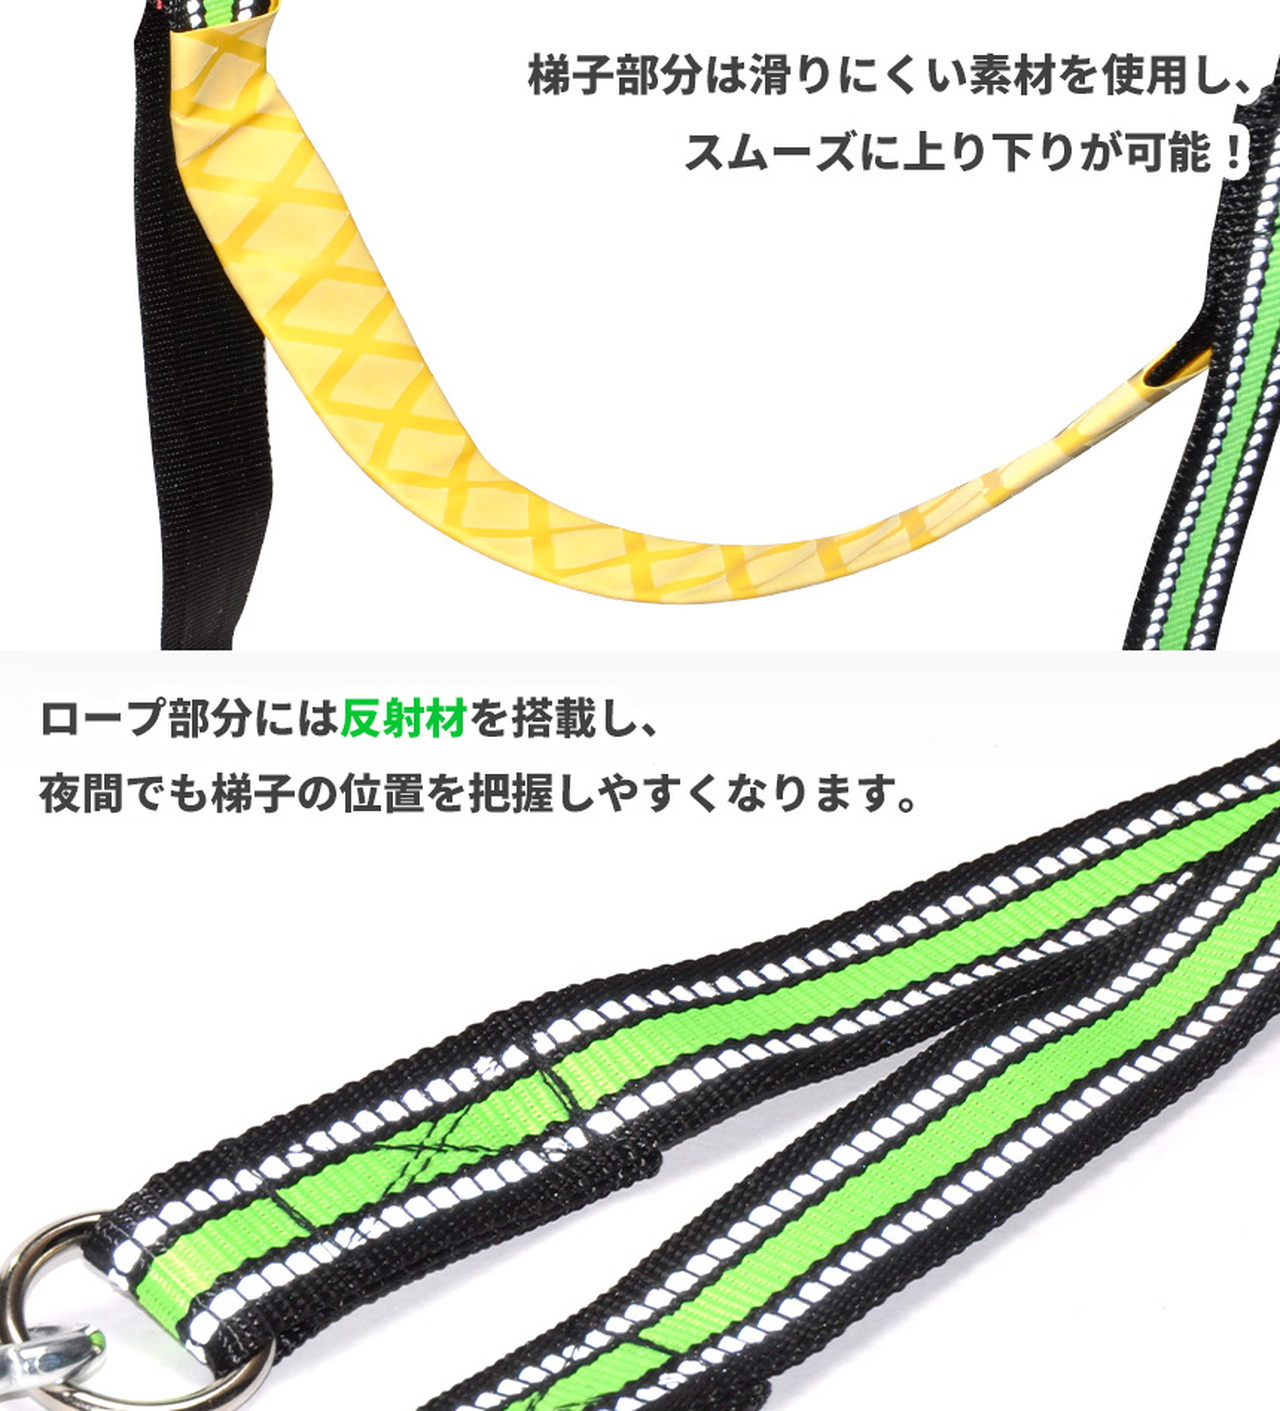 梯子部分は滑りにくい素材を使用し、
スムーズに上り下りが可能！
ロープ部分には反射材を搭載し、
夜間でも梯子の位置を把握しやすくなります。